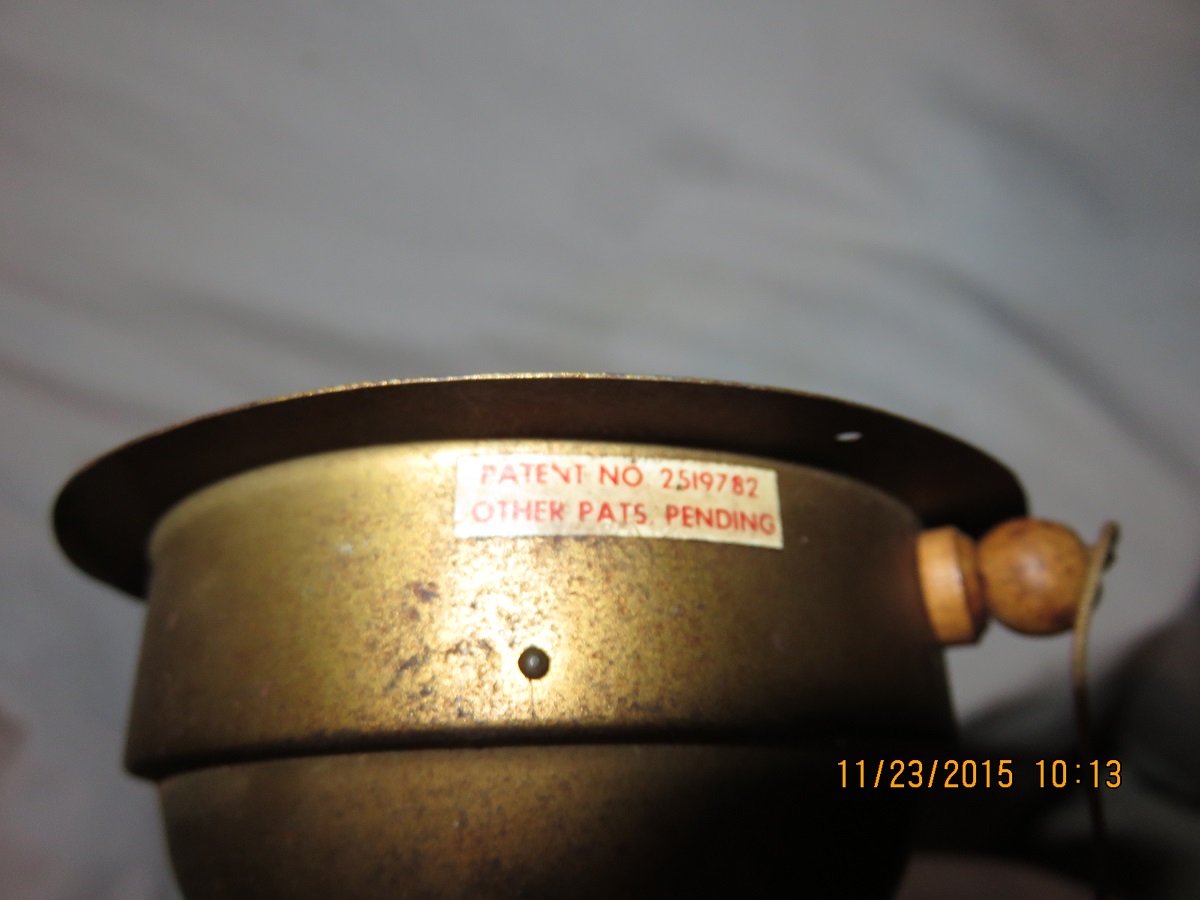 PATENT NO 2519782
OTHER PATS. PENDING
11/23/2015 10:13